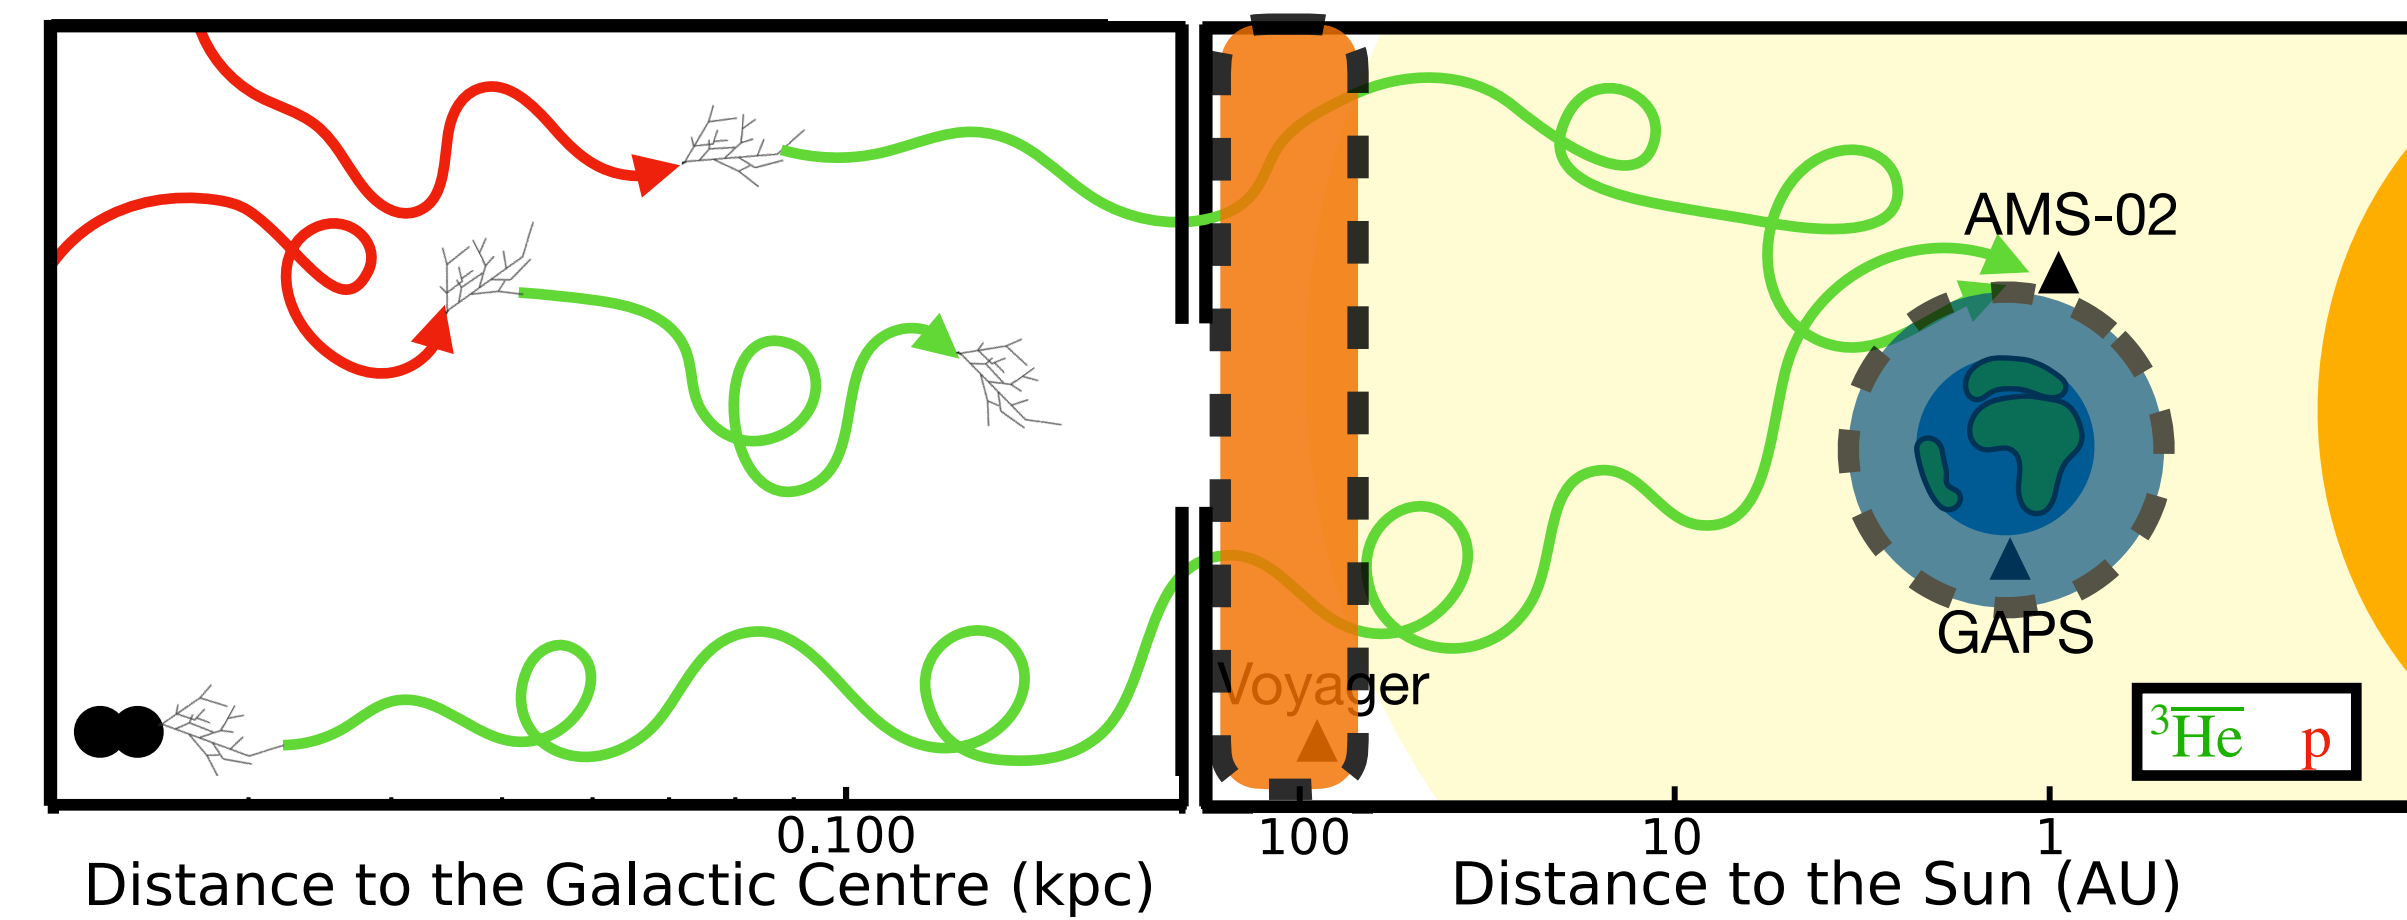 AMS-02
GAPS
Voyager
³H̅e̅ p
0.100
100 10 1
Distance to the Galactic Centre (kpc)
Distance to the Sun (AU)